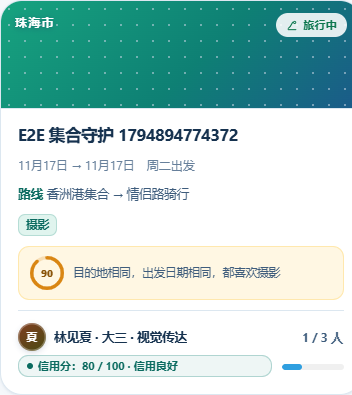 珠海市
旅行中
E2E 集合守护 1794894774372
11月17日 → 11月17日 周二出发
路线 香洲港集合 → 情侣路骑行
摄影
90
目的地相同，出发日期相同，都喜欢摄影
夏
林见夏 · 大三 · 视觉传达
1 / 3 人
信用分：80 / 100 · 信用良好